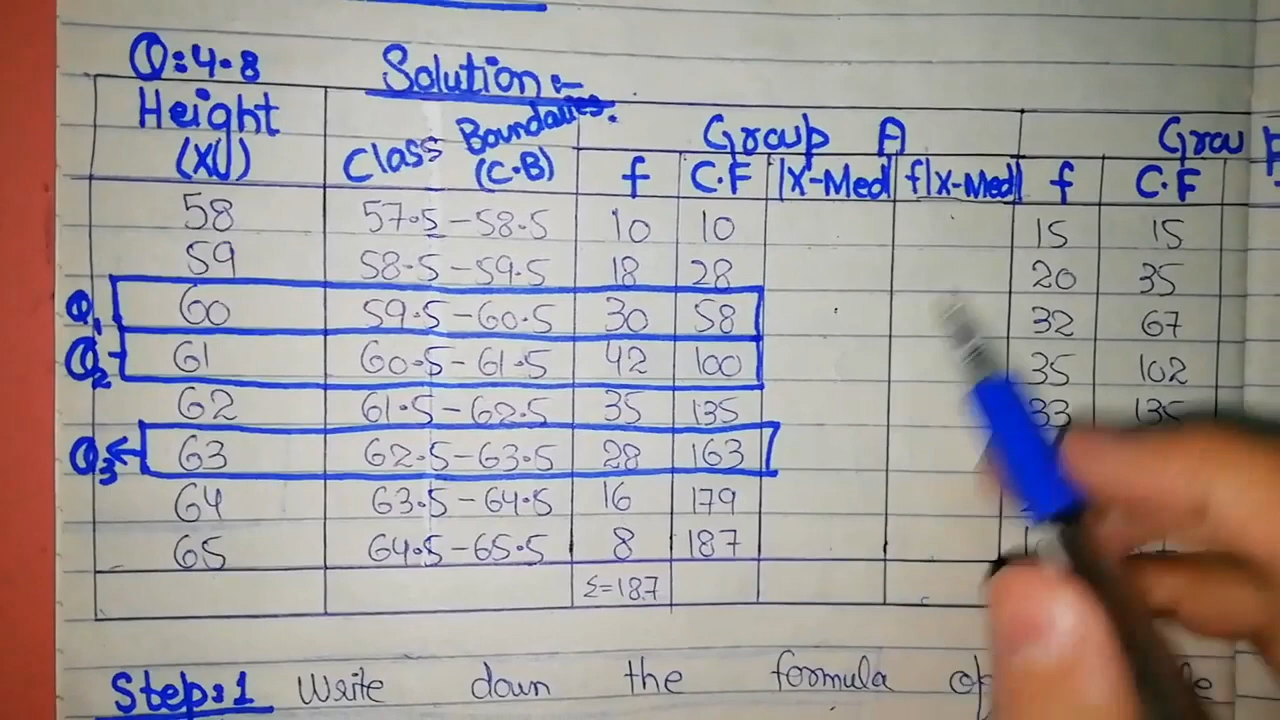 Q:4.8 Solution:-
Height (Xi) Class Boundaries. (C.B) Group A Grou
f C.F |X-Med| f|X-Med| f C.F
58 57.5-58.5 10 10 15 15
59 58.5-59.5 18 28 20 35
Q1 60 59.5-60.5 30 58 32 67
Q2 61 60.5-61.5 42 100 35 102
62 61.5-62.5 35 135 33 135
Q3 63 62.5-63.5 28 163
64 63.5-64.5 16 179
65 64.5-65.5 8 187
Σ=187
Step:1 Write down the formula